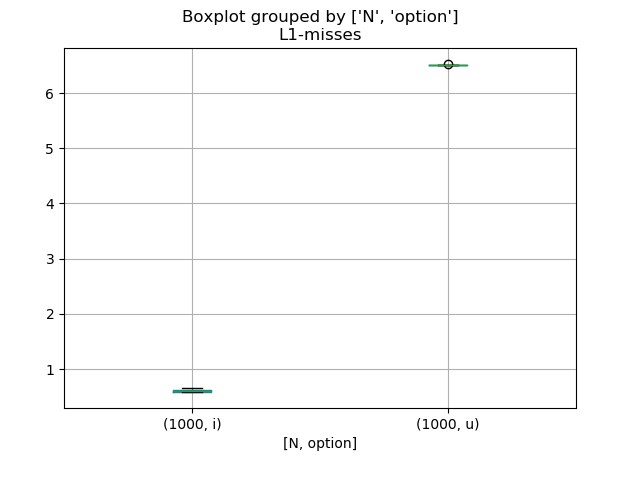 Boxplot grouped by ['N', 'option']
L1-misses
6
5
4
3
2
1
(1000, i) (1000, u)
[N, option]